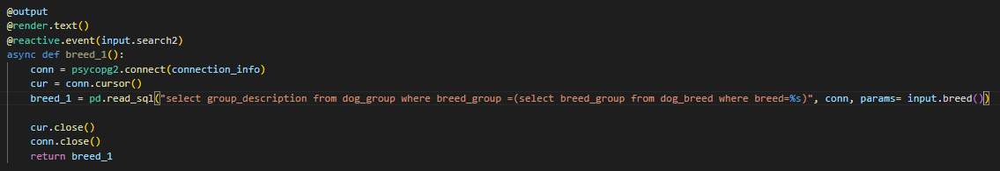 @output
@render.text()
@reactive.event(input.search2)
async def breed_1():
    conn = psycopg2.connect(connection_info)
    cur = conn.cursor()
    breed_1 = pd.read_sql("select group_description from dog_group where breed_group =(select breed_group from dog_breed where breed=%s)", conn, params= input.breed())
    cur.close()
    conn.close()
    return breed_1